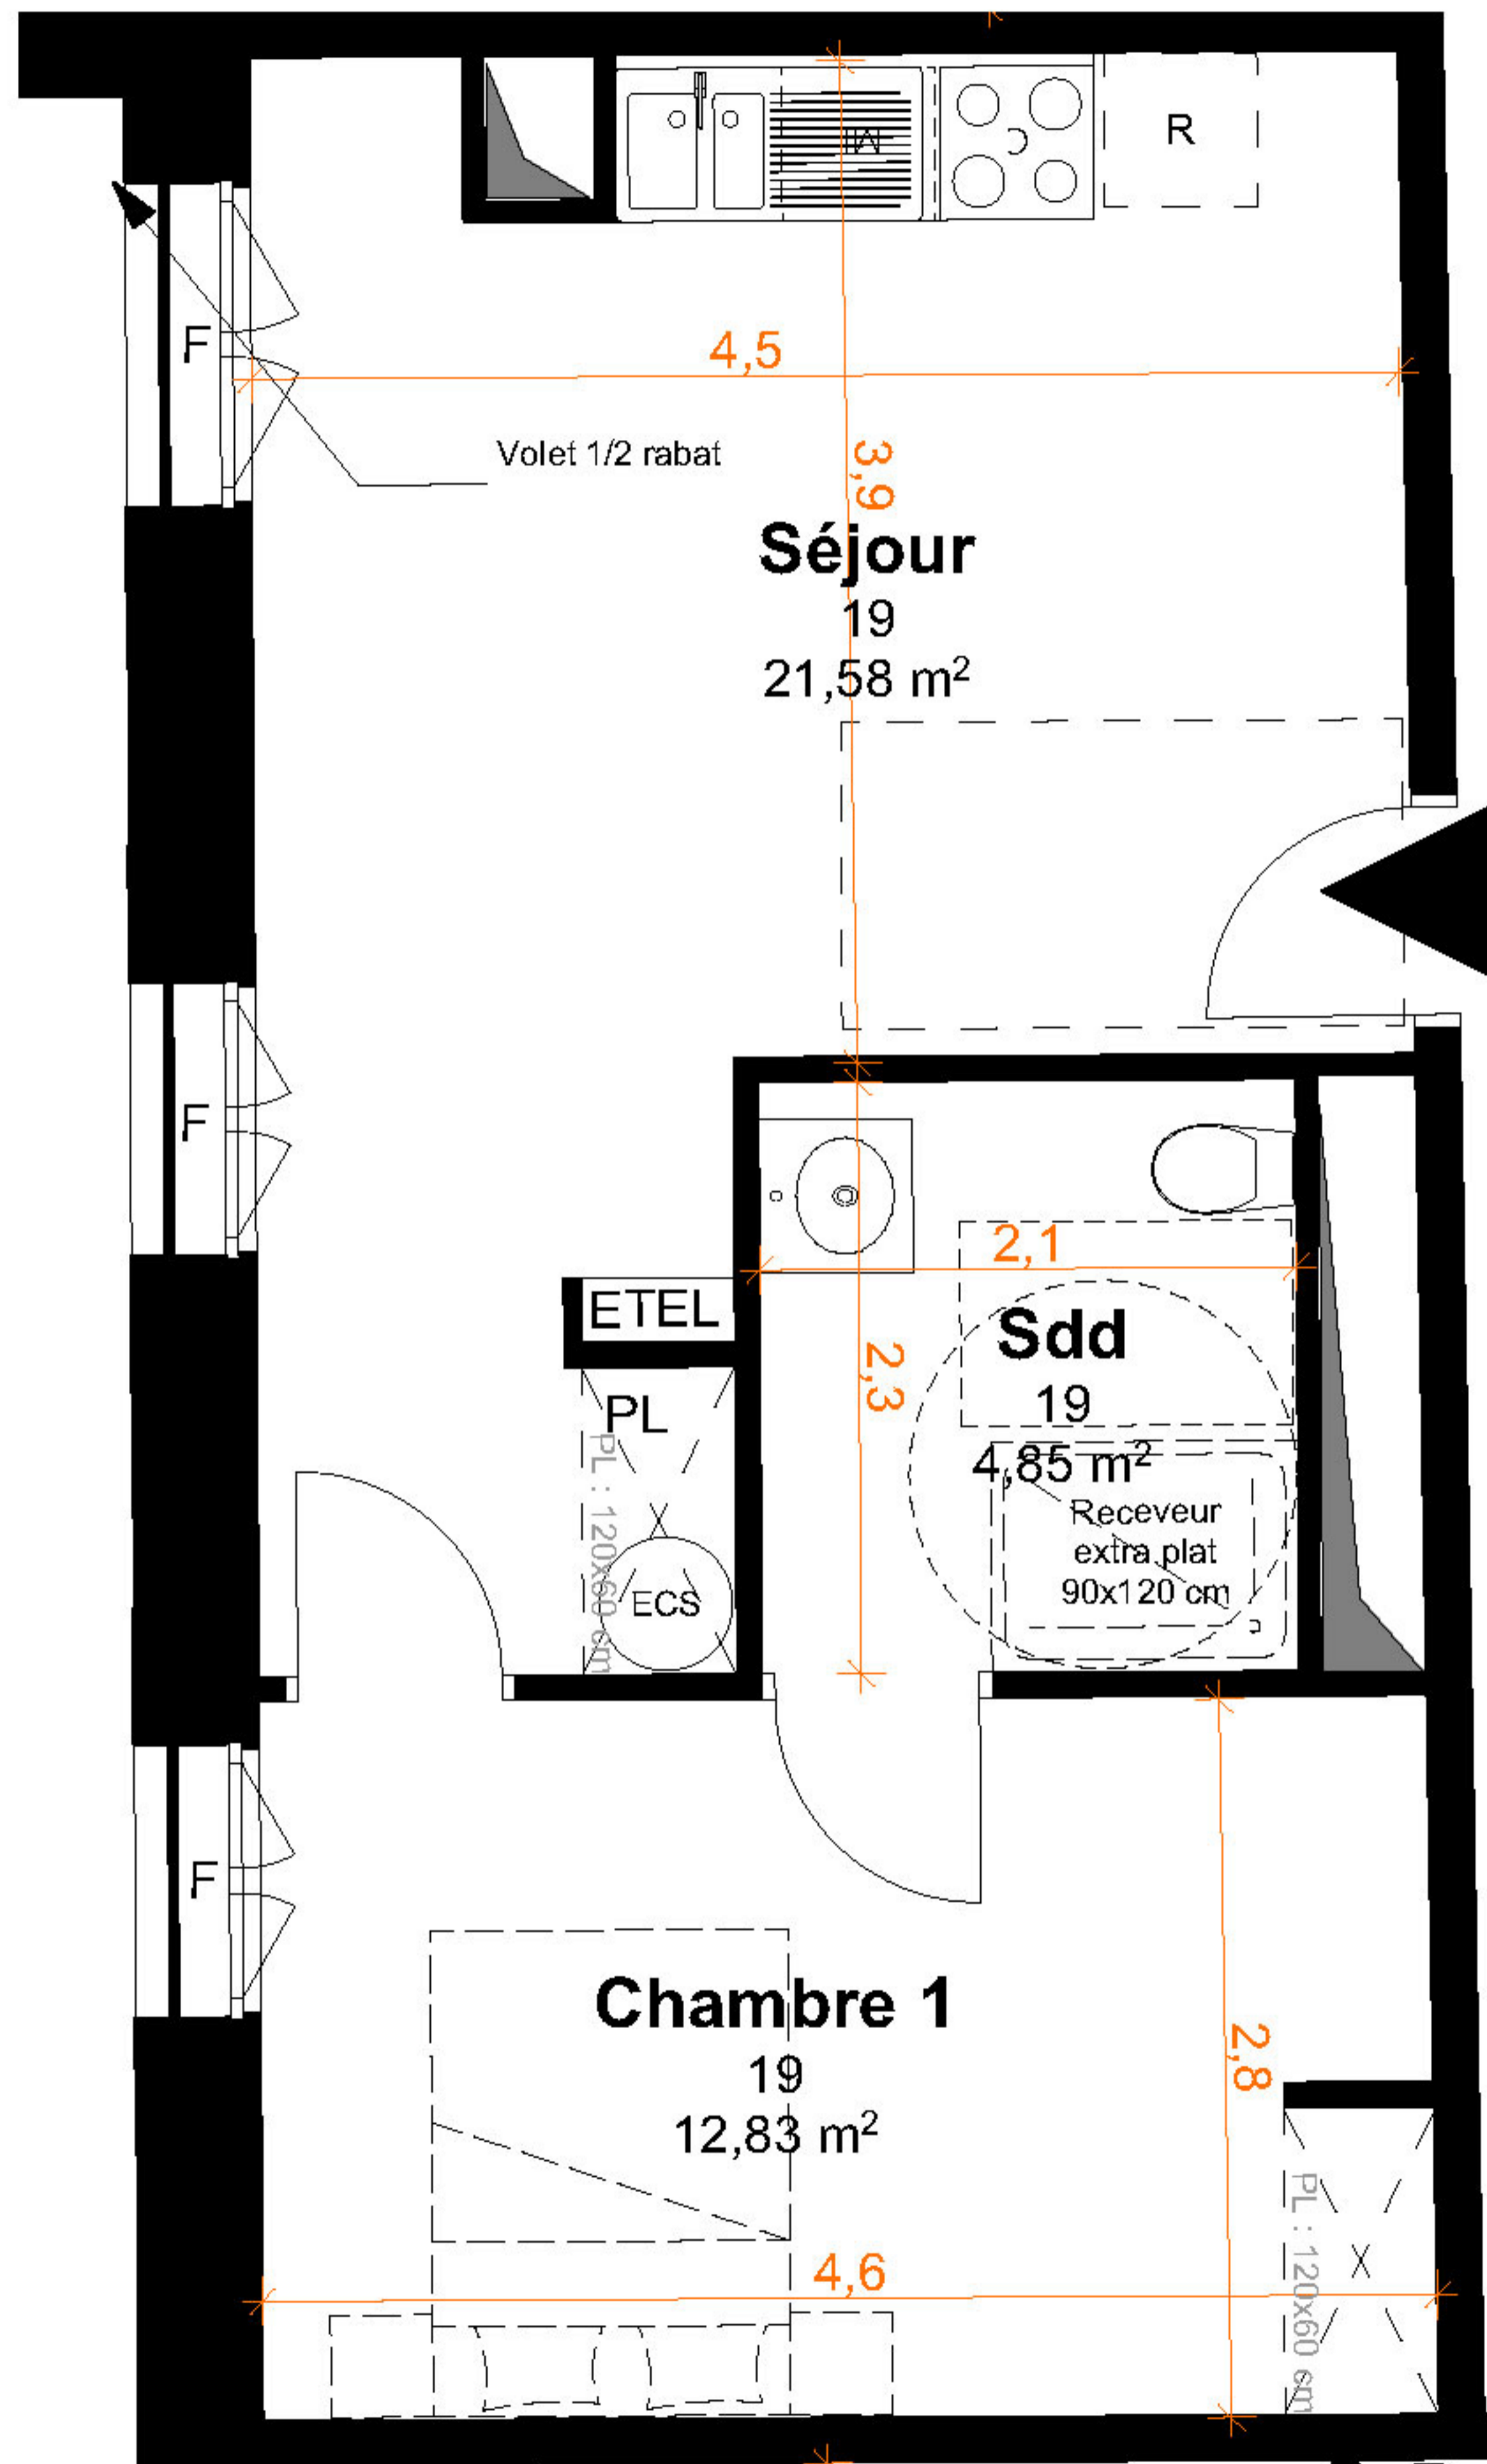 R
F
4,5
Volet 1/2 rabat
3,9
Séjour
19
21,58 m²
F
2,1
ETEL
Sdd
19
4,85 m²
2,3
PL
PL : 120x60 cm
Receveur
extra plat
90x120 cm
ECS
F
Chambre 1
19
12,83 m²
2,8
PL : 120x60 cm
4,6